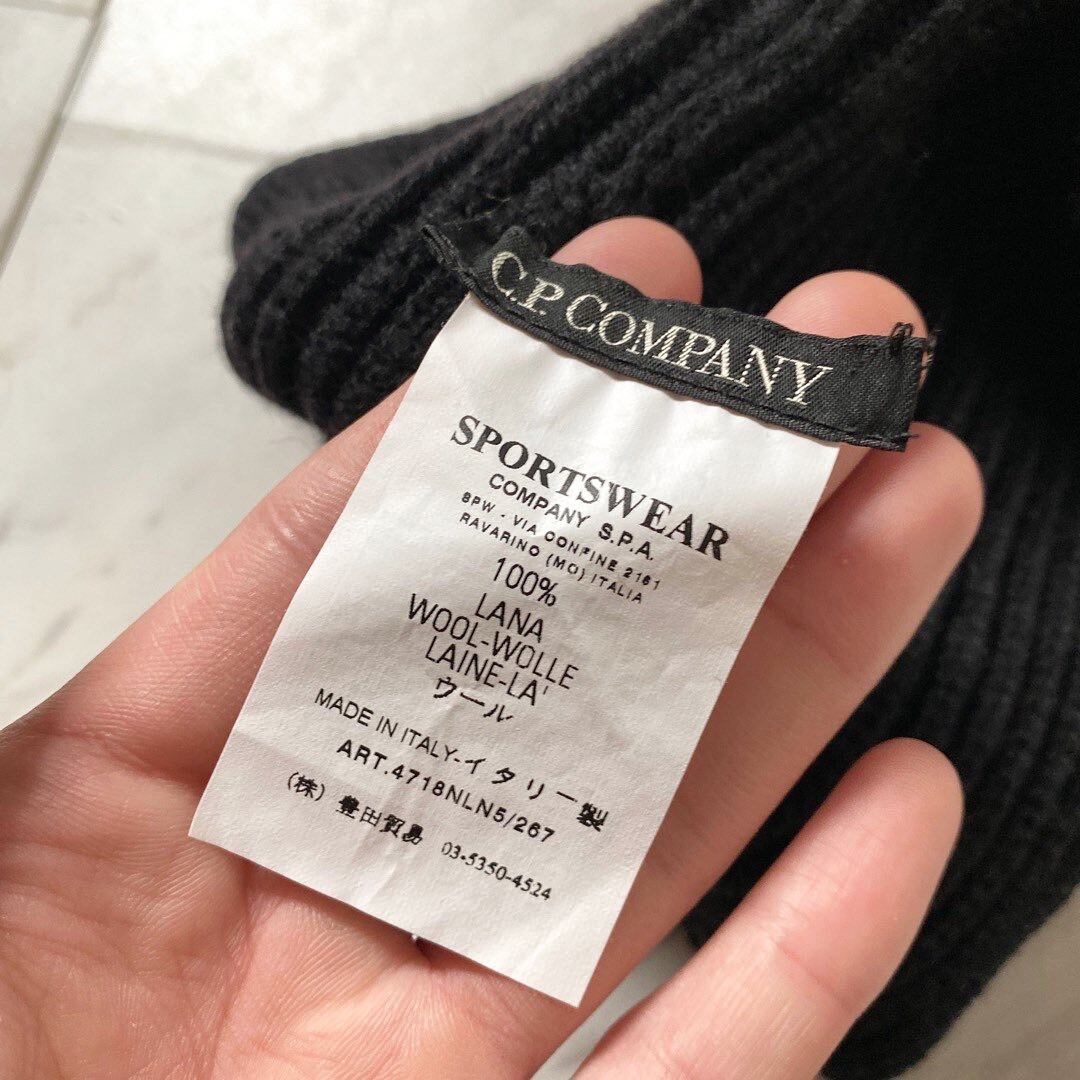 C.P. COMPANY
SPORTSWEAR
COMPANY S.P.A.
SPW - VIA CONFINE 2161
RAVARINO (MO) ITALIA
100%
LANA
WOOL-WOLLE
LAINE-LA'
ウール
MADE IN ITALY-イタリー製
ART.4718NLN5/267
(株) 豊田貿易 03-5350-4524